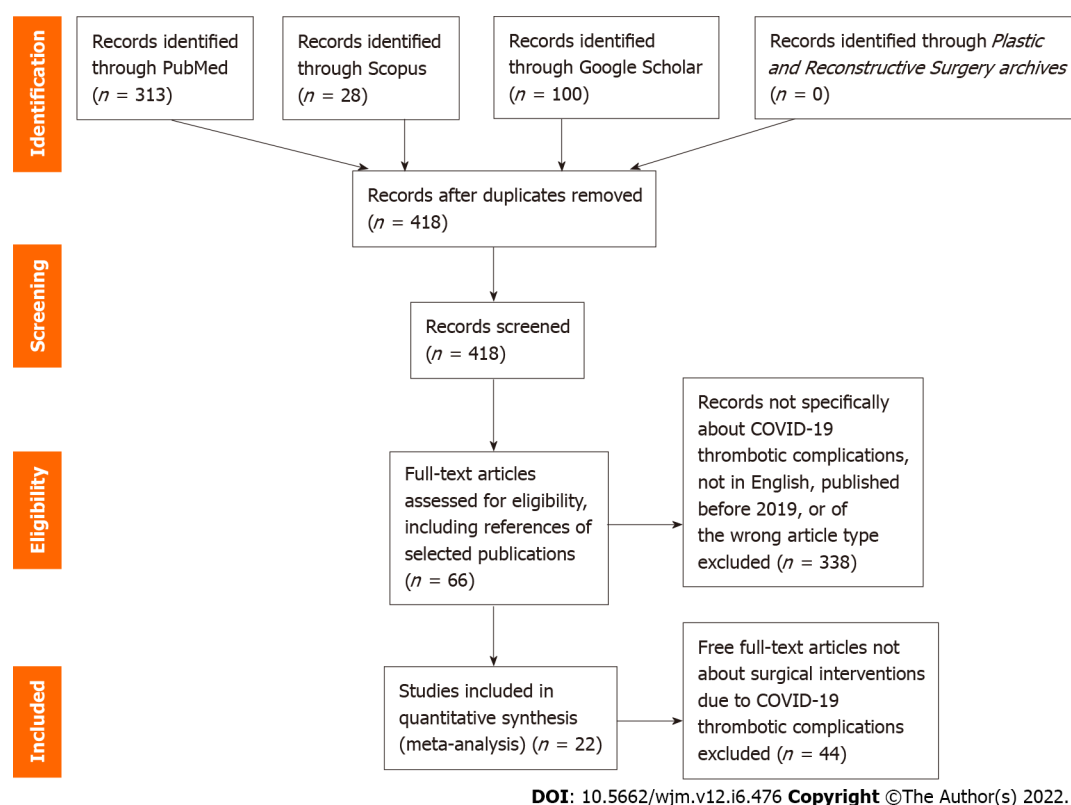 Identification
Records identified
through PubMed
(n = 313)
Records identified
through Scopus
(n = 28)
Records identified
through Google Scholar
(n = 100)
Records identified through Plastic
and Reconstructive Surgery archives
(n = 0)
Records after duplicates removed
(n = 418)
Screening
Records screened
(n = 418)
Eligibility
Full-text articles
assessed for eligibility,
including references of
selected publications
(n = 66)
Records not specifically
about COVID-19
thrombotic complications,
not in English, published
before 2019, or of
the wrong article type
excluded (n = 338)
Included
Studies included in
quantitative synthesis
(meta-analysis) (n = 22)
Free full-text articles not
about surgical interventions
due to COVID-19
thrombotic complications
excluded (n = 44)
DOI: 10.5662/wjm.v12.i6.476 Copyright ©The Author(s) 2022.